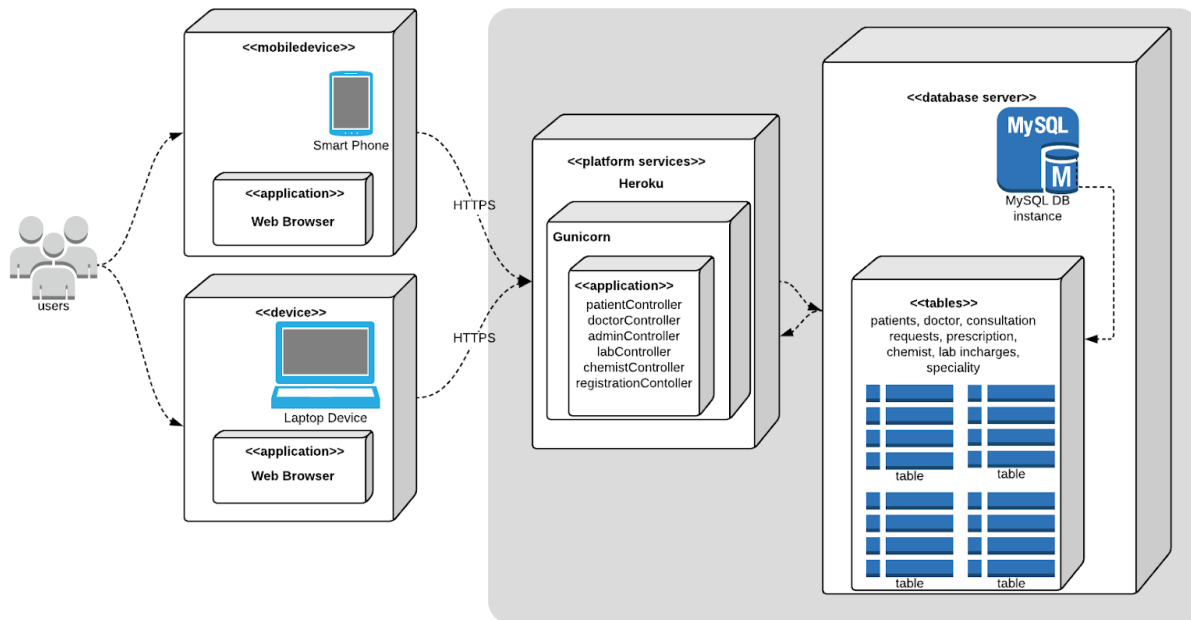 <<mobiledevice>>
Smart Phone
<<application>>
Web Browser
users
<<device>>
Laptop Device
<<application>>
Web Browser
HTTPS
HTTPS
<<platform services>>
Heroku
Gunicorn
<<application>>
patientController
doctorController
adminController
labController
chemistController
registrationContoller
<<database server>>
MySQL
M
MySQL DB
instance
<<tables>>
patients, doctor, consultation
requests, prescription,
chemist, lab incharges,
speciality
table
table
table
table